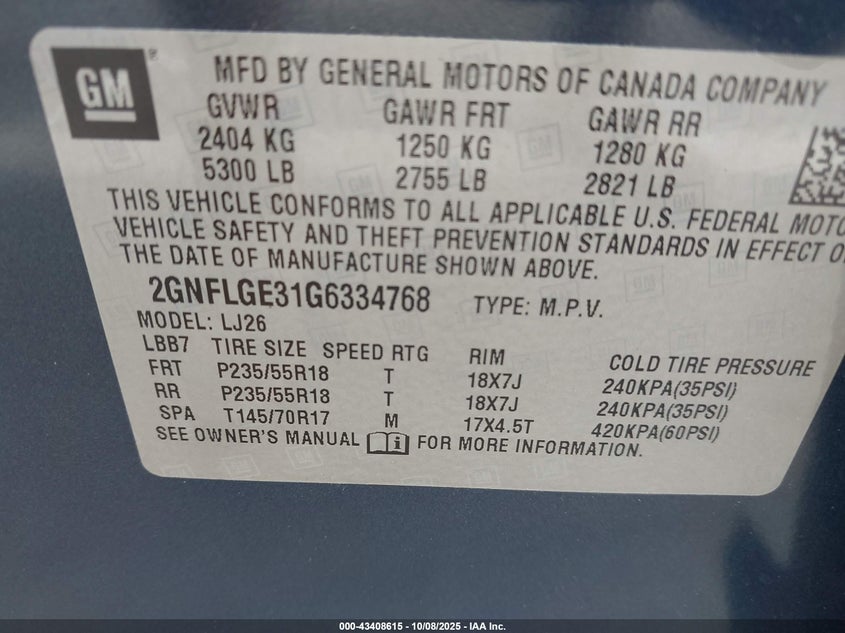 GM®
MFD BY GENERAL MOTORS OF CANADA COMPANY
GVWR GAWR FRT GAWR RR
2404 KG 1250 KG 1280 KG
5300 LB 2755 LB 2821 LB
THIS VEHICLE CONFORMS TO ALL APPLICABLE U.S. FEDERAL MOTO
VEHICLE SAFETY AND THEFT PREVENTION STANDARDS IN EFFECT O
THE DATE OF MANUFACTURE SHOWN ABOVE.
2GNFLGE31G6334768 TYPE: M.P.V.
MODEL: LJ26
LBB7 TIRE SIZE SPEED RTG RIM COLD TIRE PRESSURE
FRT P235/55R18 T 18X7J 240KPA(35PSI)
RR P235/55R18 T 18X7J 240KPA(35PSI)
SPA T145/70R17 M 17X4.5T 420KPA(60PSI)
SEE OWNER'S MANUAL FOR MORE INFORMATION.
000-43408615 - 10/08/2025 - IAA Inc.